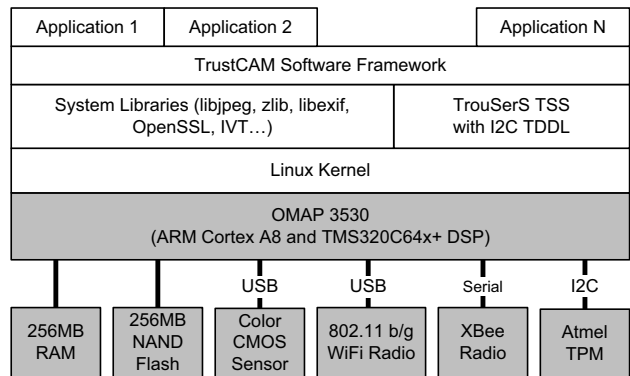 Application 1
Application 2
Application N
TrustCAM Software Framework
System Libraries (libjpeg, zlib, libexif,
OpenSSL, IVT…)
TrouSerS TSS
with I2C TDDL
Linux Kernel
OMAP 3530
(ARM Cortex A8 and TMS320C64x+ DSP)
USB
USB
Serial
I2C
256MB
RAM
256MB
NAND
Flash
Color
CMOS
Sensor
802.11 b/g
WiFi Radio
XBee
Radio
Atmel
TPM